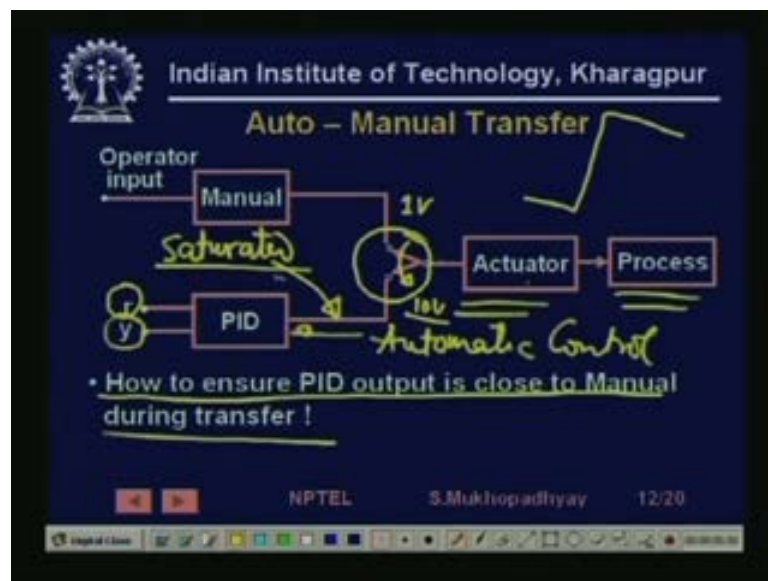 Indian Institute of Technology, Kharagpur
Auto – Manual Transfer
Operator
input
Manual
1V
Saturated
Actuator
Process
r
y
PID
10V
Automatic Control
• How to ensure PID output is close to Manual
during transfer !
NPTEL
S.Mukhopadhyay
12/20